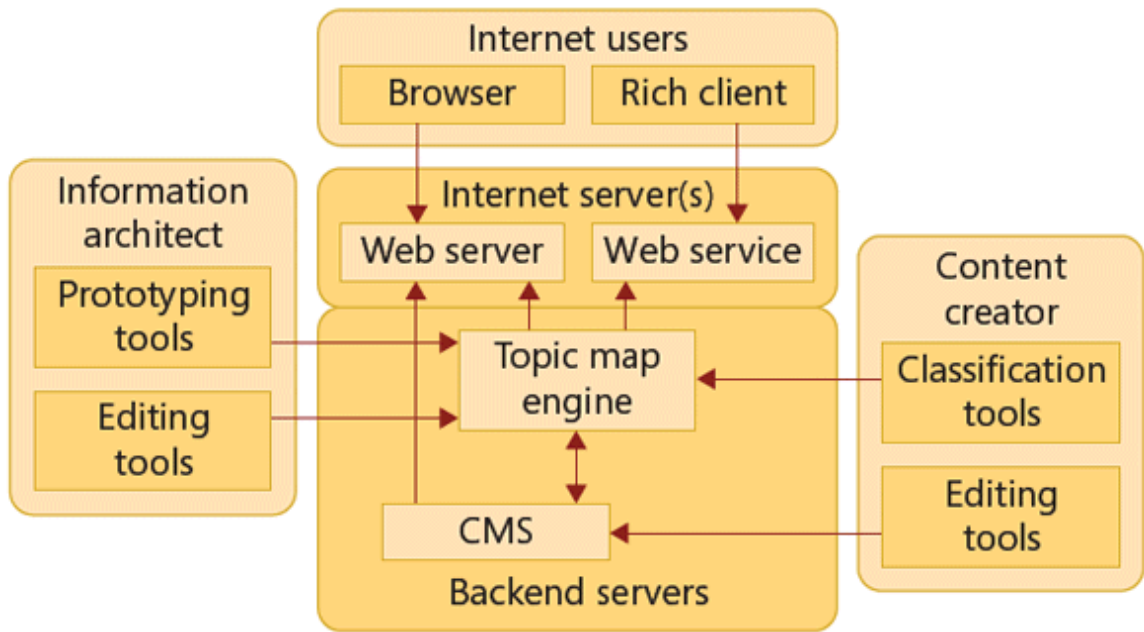 Internet users
Browser
Rich client
Information
architect
Prototyping
tools
Editing
tools
Internet server(s)
Web server
Web service
Topic map
engine
CMS
Backend servers
Content
creator
Classification
tools
Editing
tools